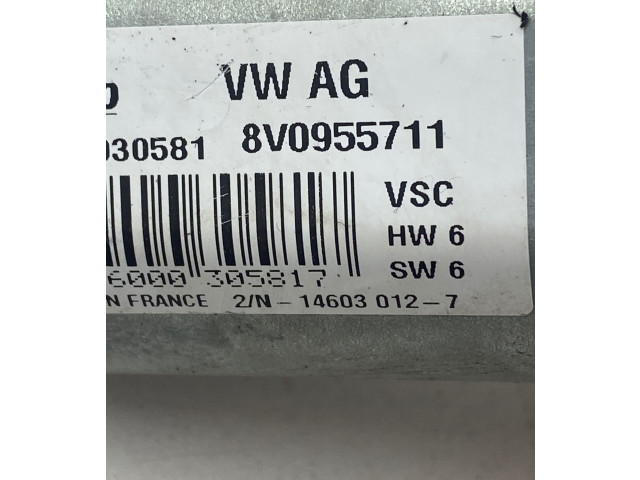 VW AG
030581 8V0955711
VSC
HW 6
SW 6
6000 305817
N FRANCE 2/N - 14603 012-7